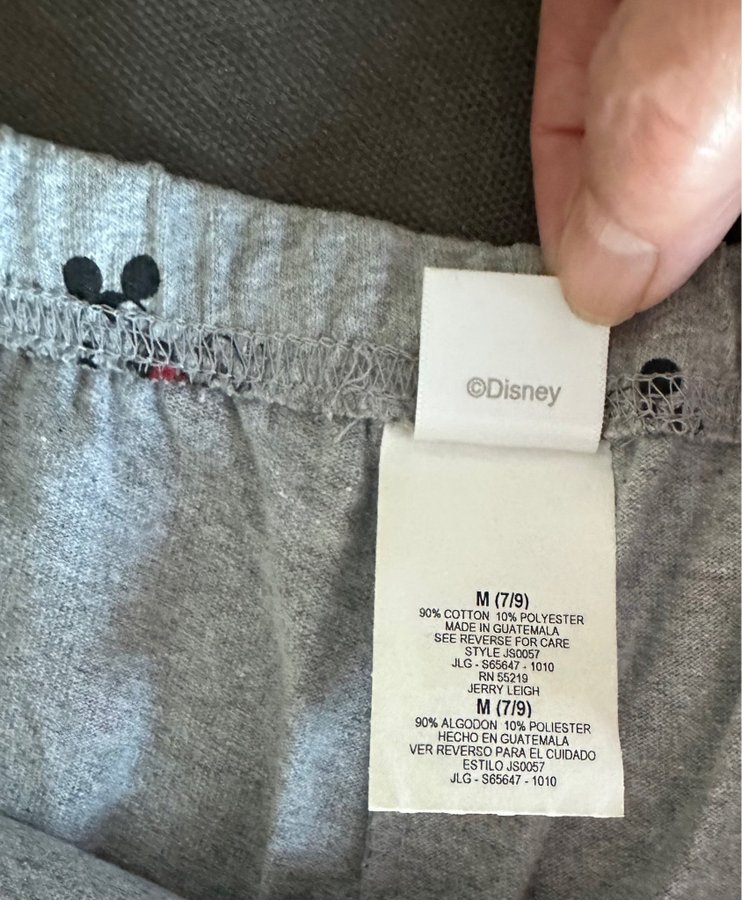 ©Disney
M (7/9)
90% COTTON 10% POLYESTER
MADE IN GUATEMALA
SEE REVERSE FOR CARE
STYLE JS0057
JLG - S65647 - 1010
RN 55219
JERRY LEIGH
M (7/9)
90% ALGODON 10% POLIESTER
HECHO EN GUATEMALA
VER REVERSO PARA EL CUIDADO
ESTILO JS0057
JLG - S65647 - 1010